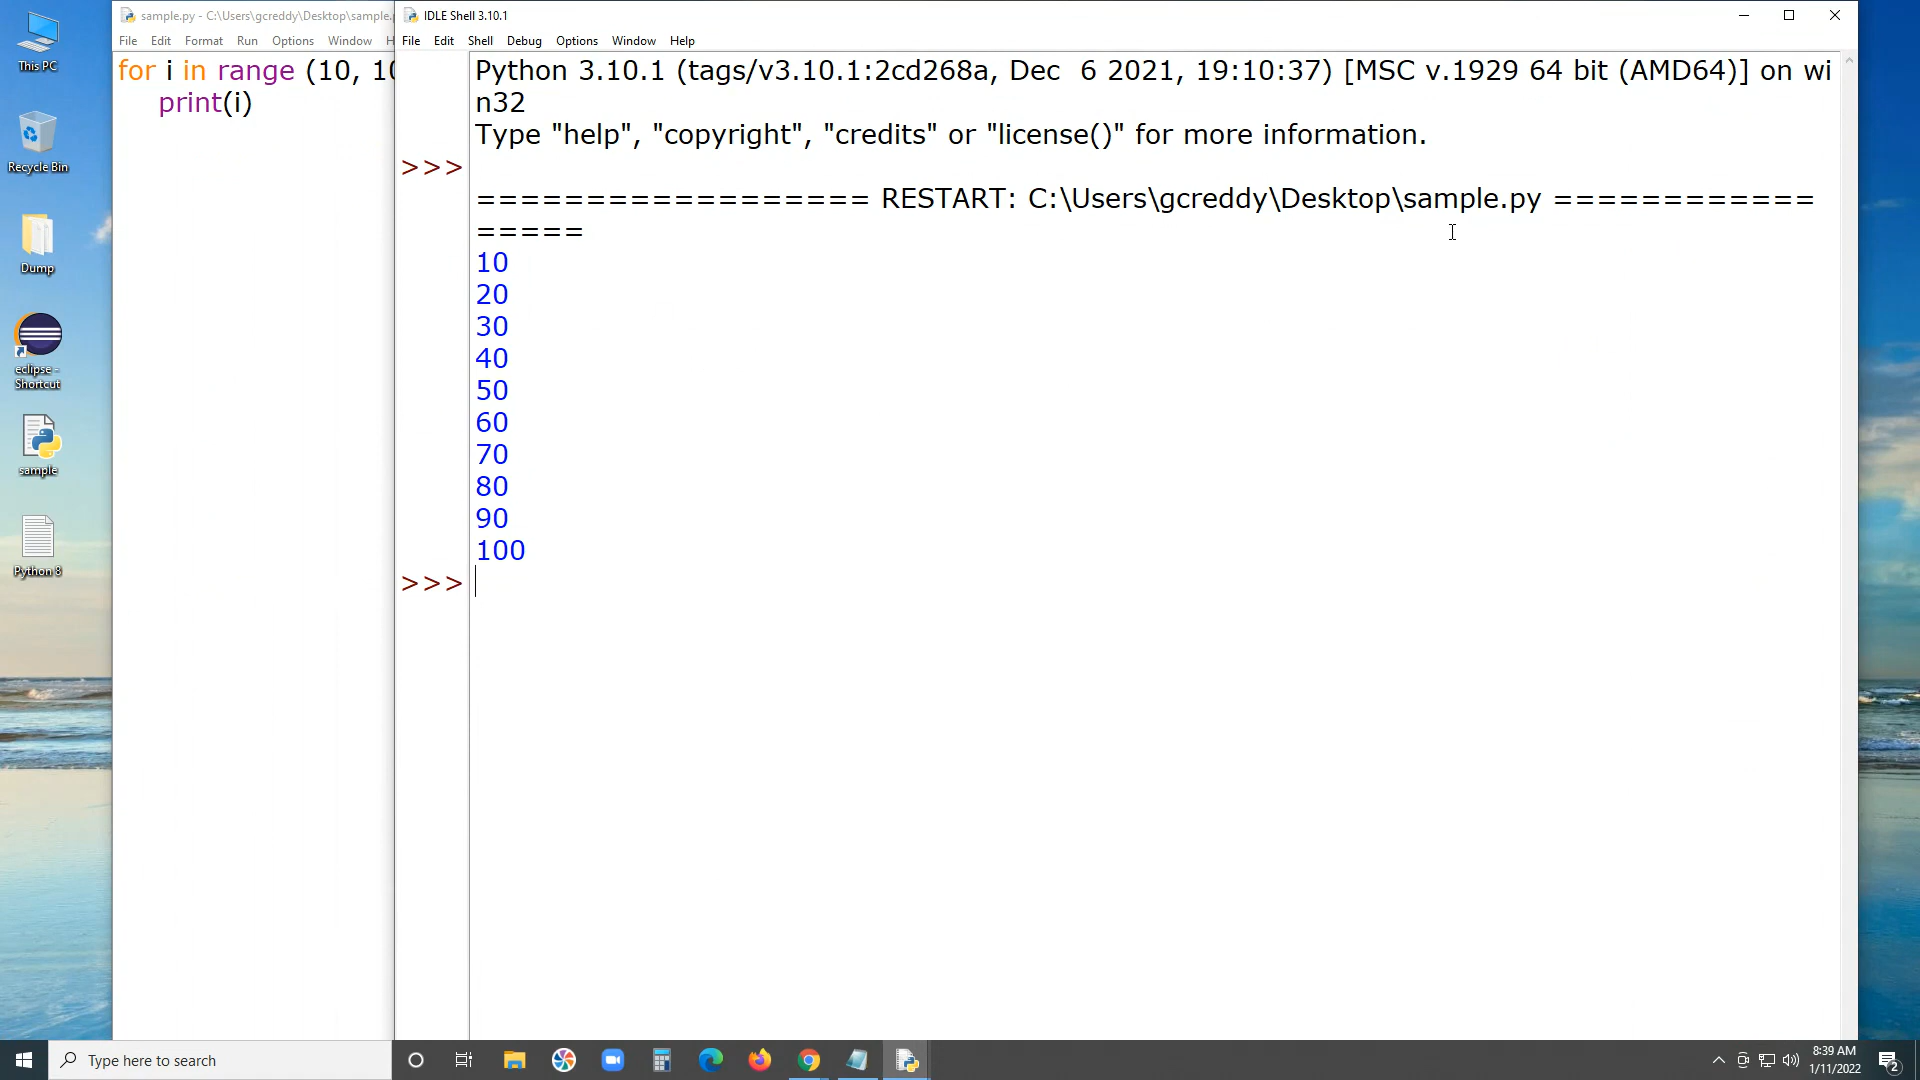 This PC
Recycle Bin
Dump
eclipse -
Shortcut
sample
Python 8
sample.py - C:\Users\gcreddy\Desktop\sample.
File Edit Format Run Options Window H
for i in range (10, 10
print(i)
IDLE Shell 3.10.1
File Edit Shell Debug Options Window Help
Python 3.10.1 (tags/v3.10.1:2cd268a, Dec  6 2021, 19:10:37) [MSC v.1929 64 bit (AMD64)] on wi
n32
Type "help", "copyright", "credits" or "license()" for more information.
>>>
================== RESTART: C:\Users\gcreddy\Desktop\sample.py ============
=====
10
20
30
40
50
60
70
80
90
100
>>>
Type here to search
8:39 AM
1/11/2022
2